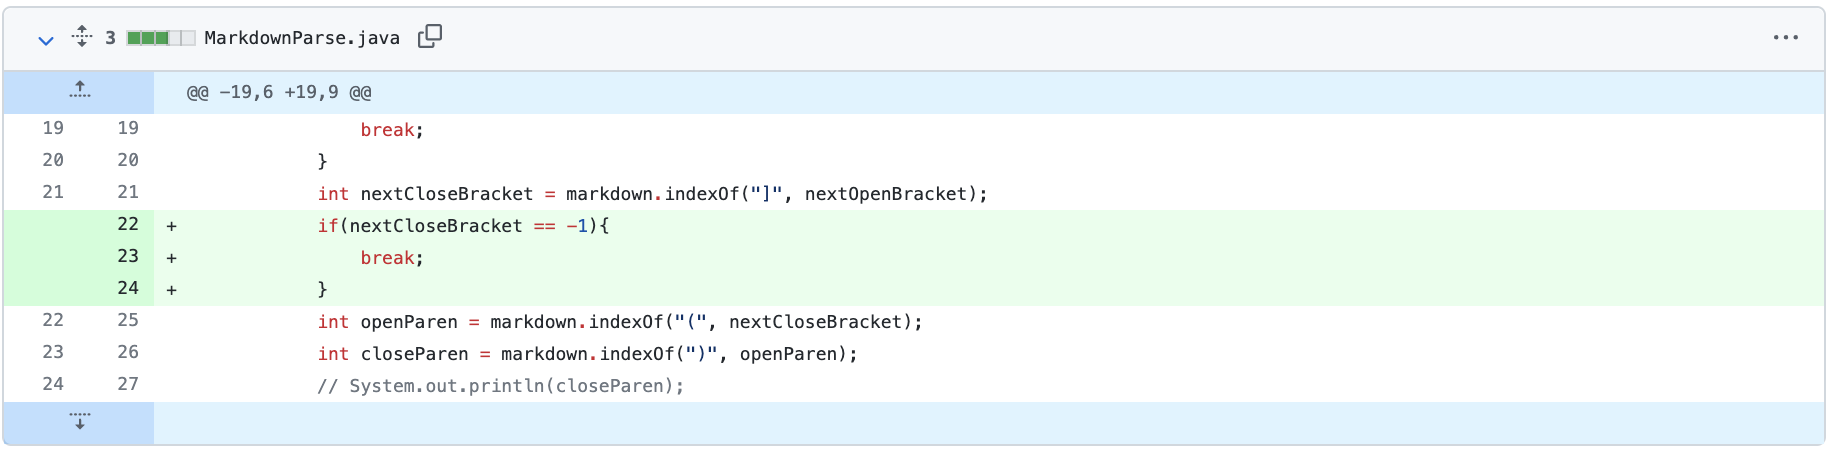 3 MarkdownParse.java
@@ -19,6 +19,9 @@
19 19 break;
20 20 }
21 21 int nextCloseBracket = markdown.indexOf("]", nextOpenBracket);
22 + if(nextCloseBracket == -1){
23 + break;
24 + }
22 25 int openParen = markdown.indexOf("(", nextCloseBracket);
23 26 int closeParen = markdown.indexOf(")", openParen);
24 27 // System.out.println(closeParen);